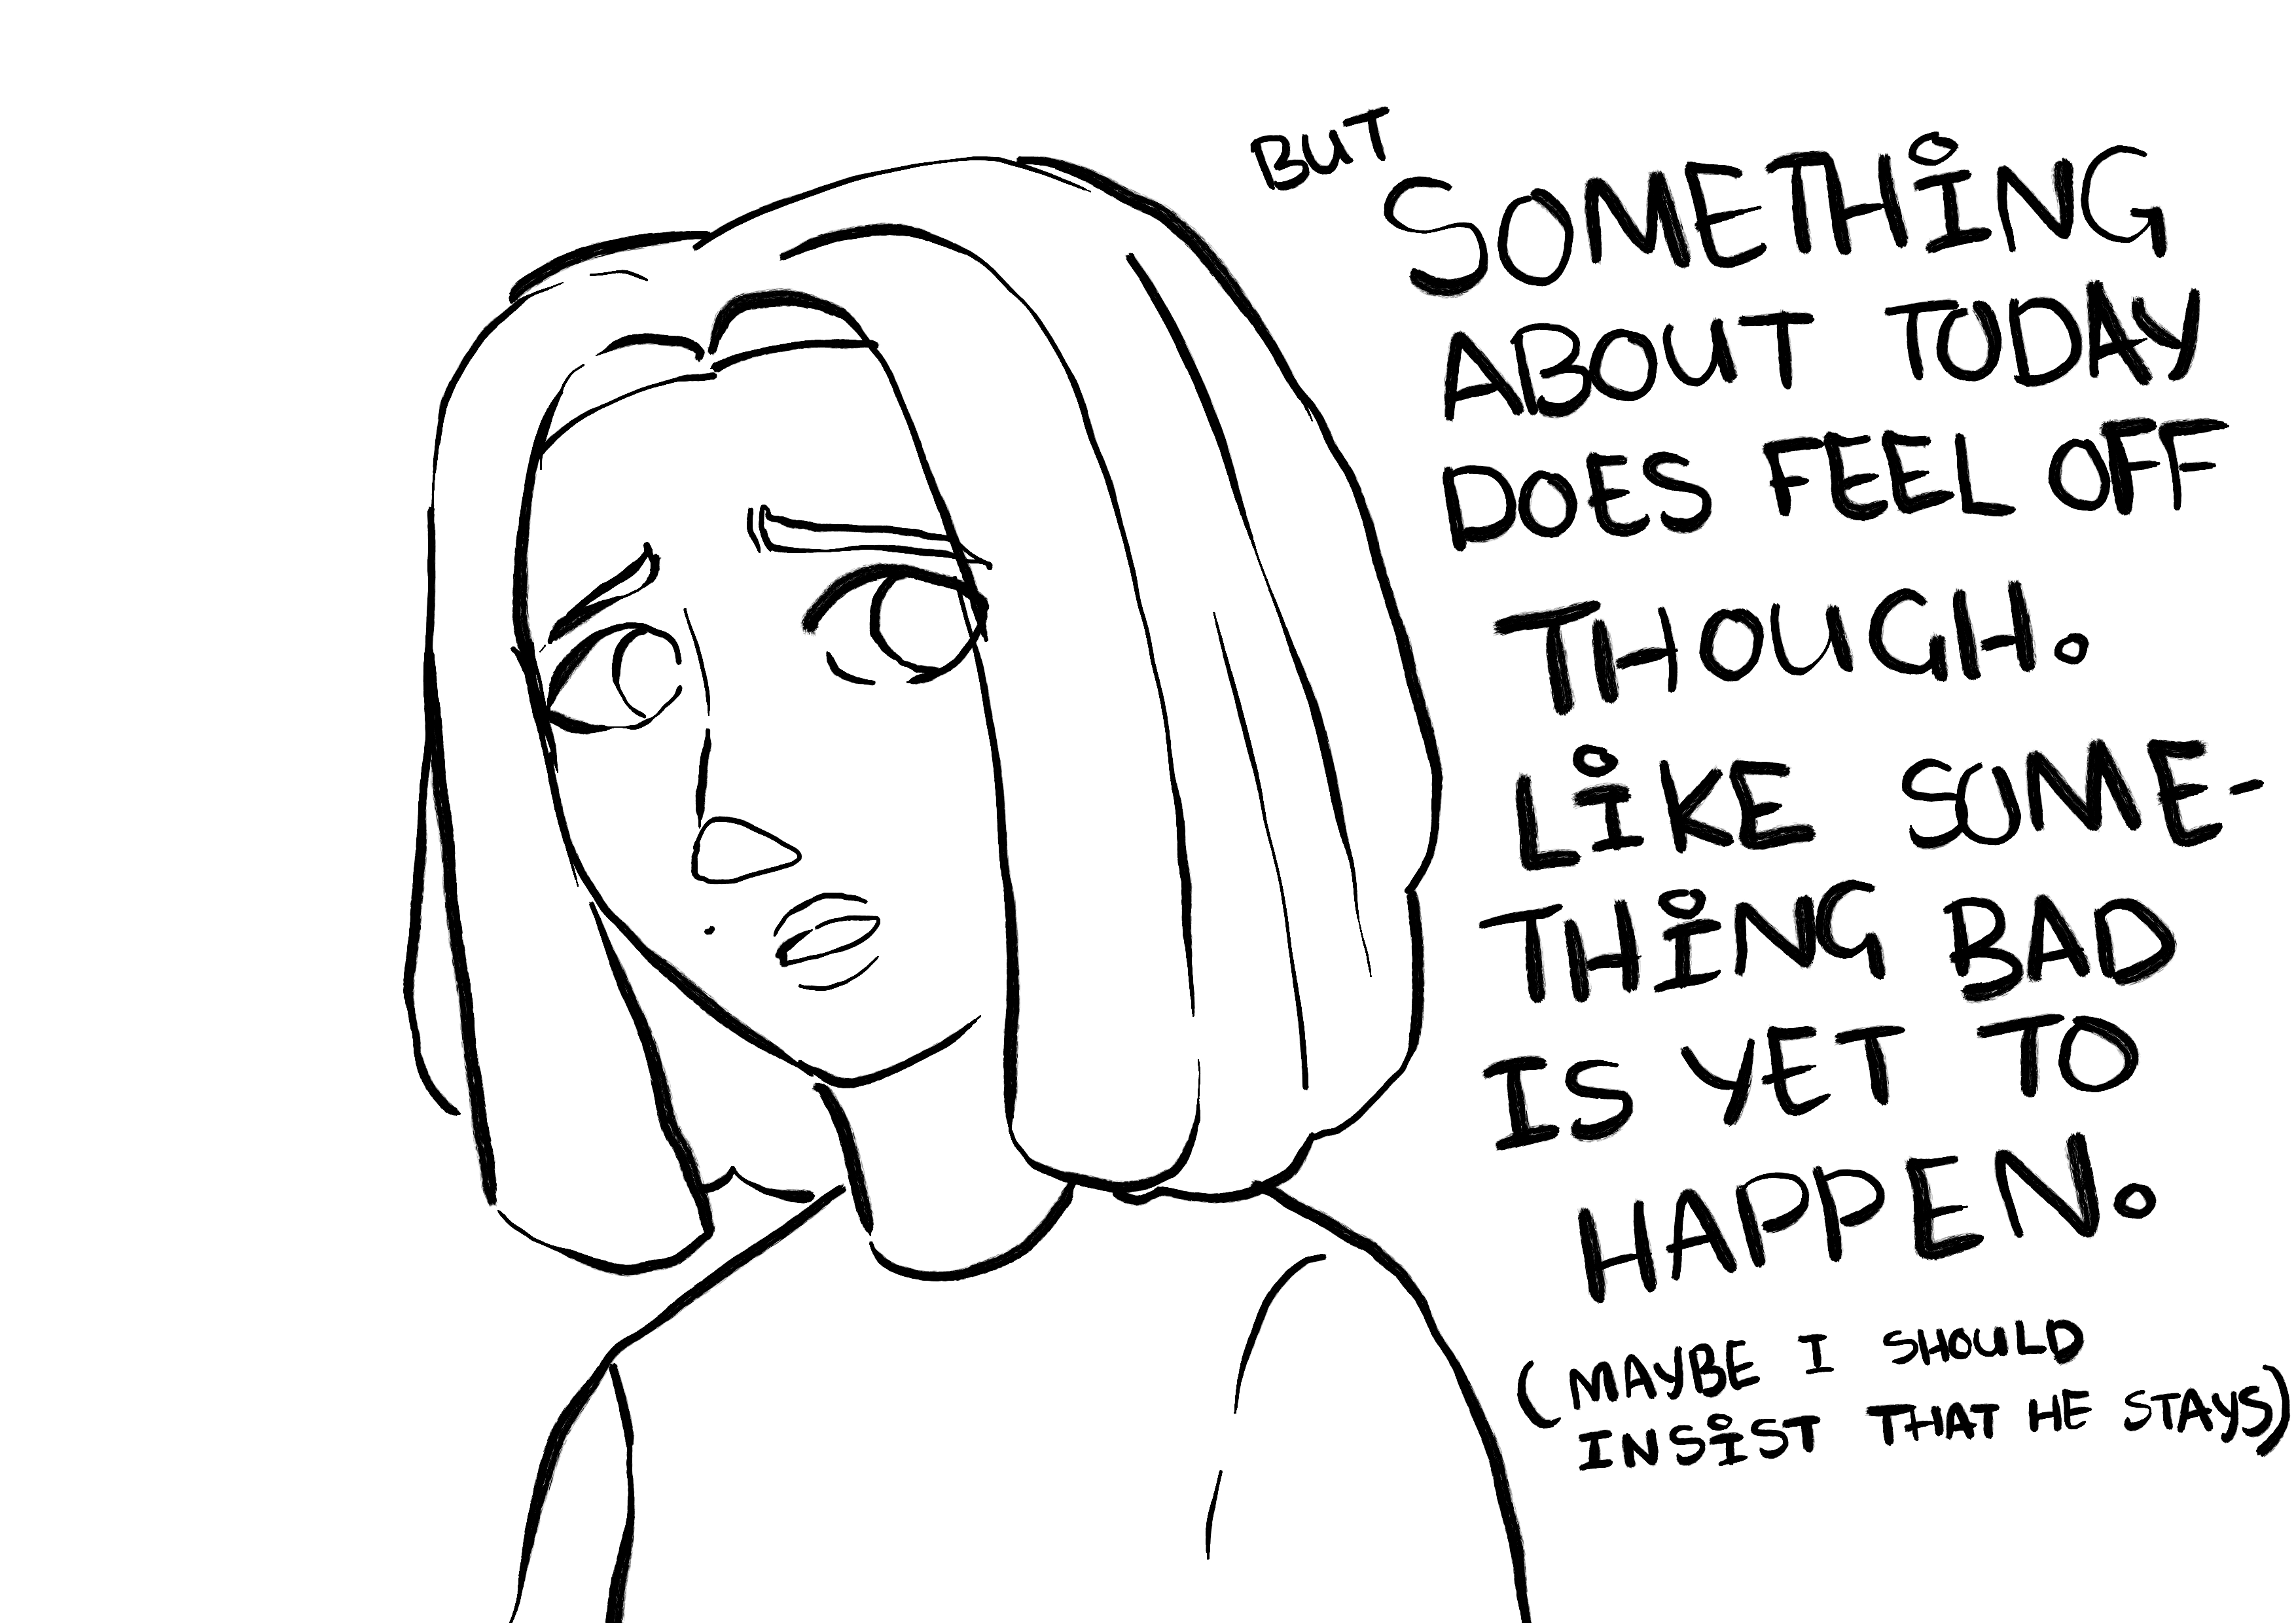 BUT
SOMETHING
ABOUT TODAY
DOES FEEL OFF
THOUGH.
LIKE SOME-
THING BAD
IS YET TO
HAPPEN.
(MAYBE I SHOULD
INSIST THAT HE STAYS)